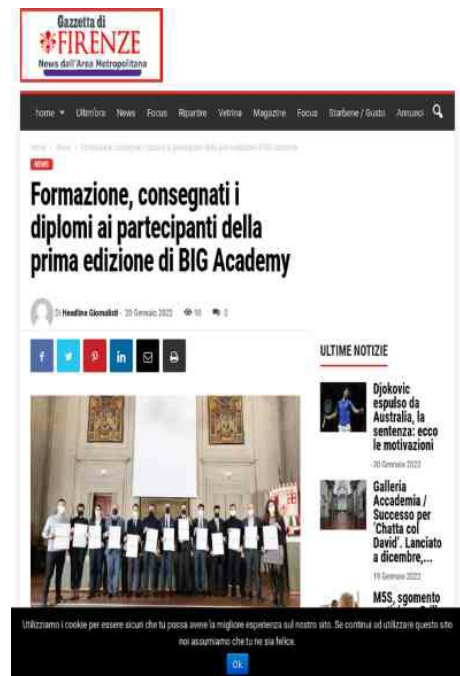 Gazzetta di
FIRENZE
News dall'Area Metropolitana
home Ultim'ora News Focus Ripartire Vetrina Magazine Focus Starbene / Gusto Annunci
NEWS
Formazione, consegnati i
diplomi ai partecipanti della
prima edizione di BIG Academy
Di Headline Giornalisti - 20 Gennaio 2022
ULTIME NOTIZIE
Djokovic
espulso da
Australia, la
sentenza: ecco
le motivazioni
20 Gennaio 2022
Galleria
Accademia /
Successo per
'Chatta col
David'. Lanciato
a dicembre,...
19 Gennaio 2022
M5S, sgomento
Utilizziamo i cookie per essere sicuri che tu possa avere la migliore esperienza sul nostro sito. Se continui ad utilizzare questo sito
noi assumiamo che tu ne sia felice.
Ok